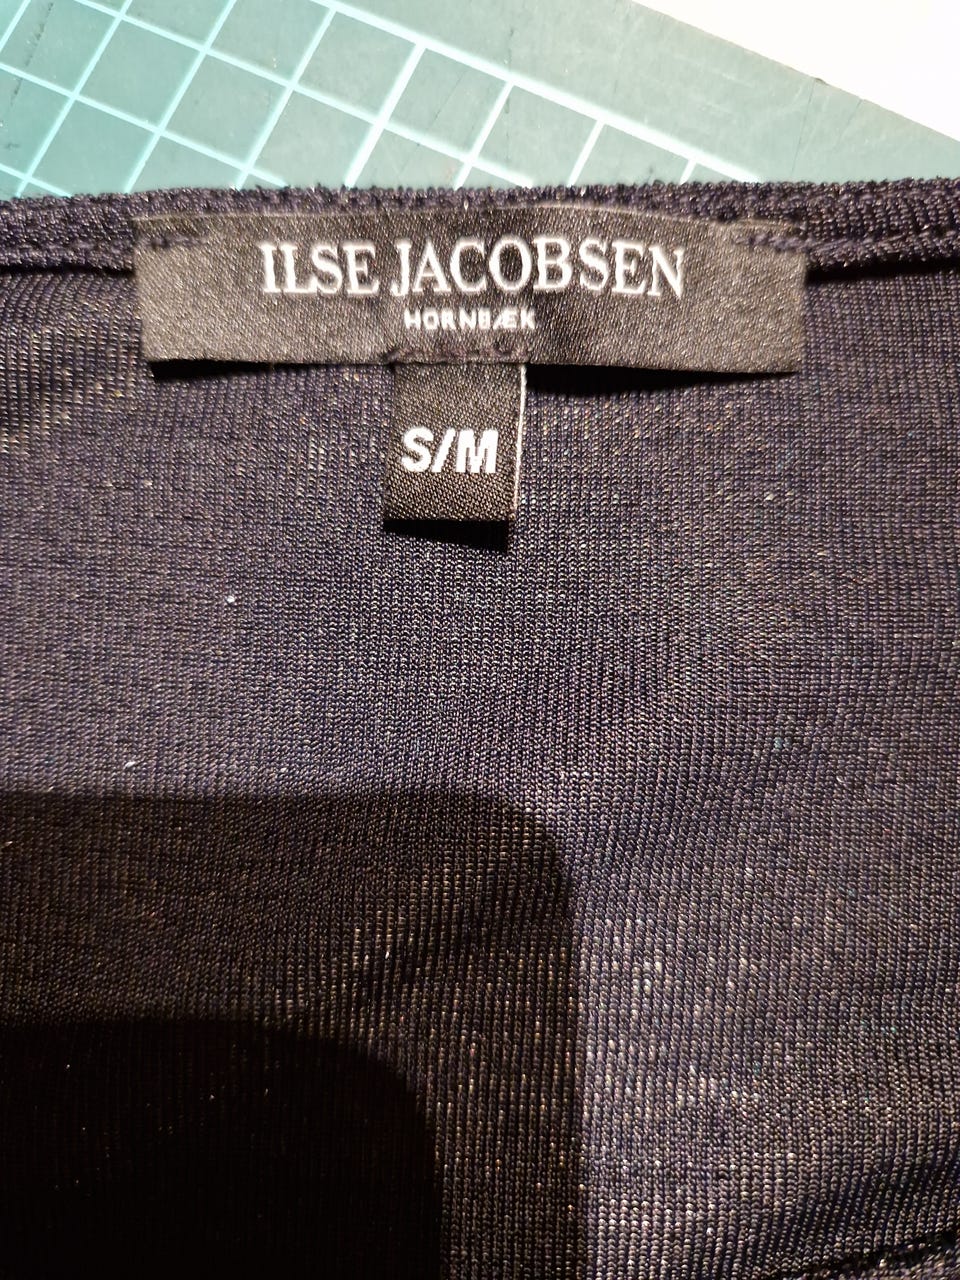 ILSE JACOBSEN
HORNBÆK
S/M